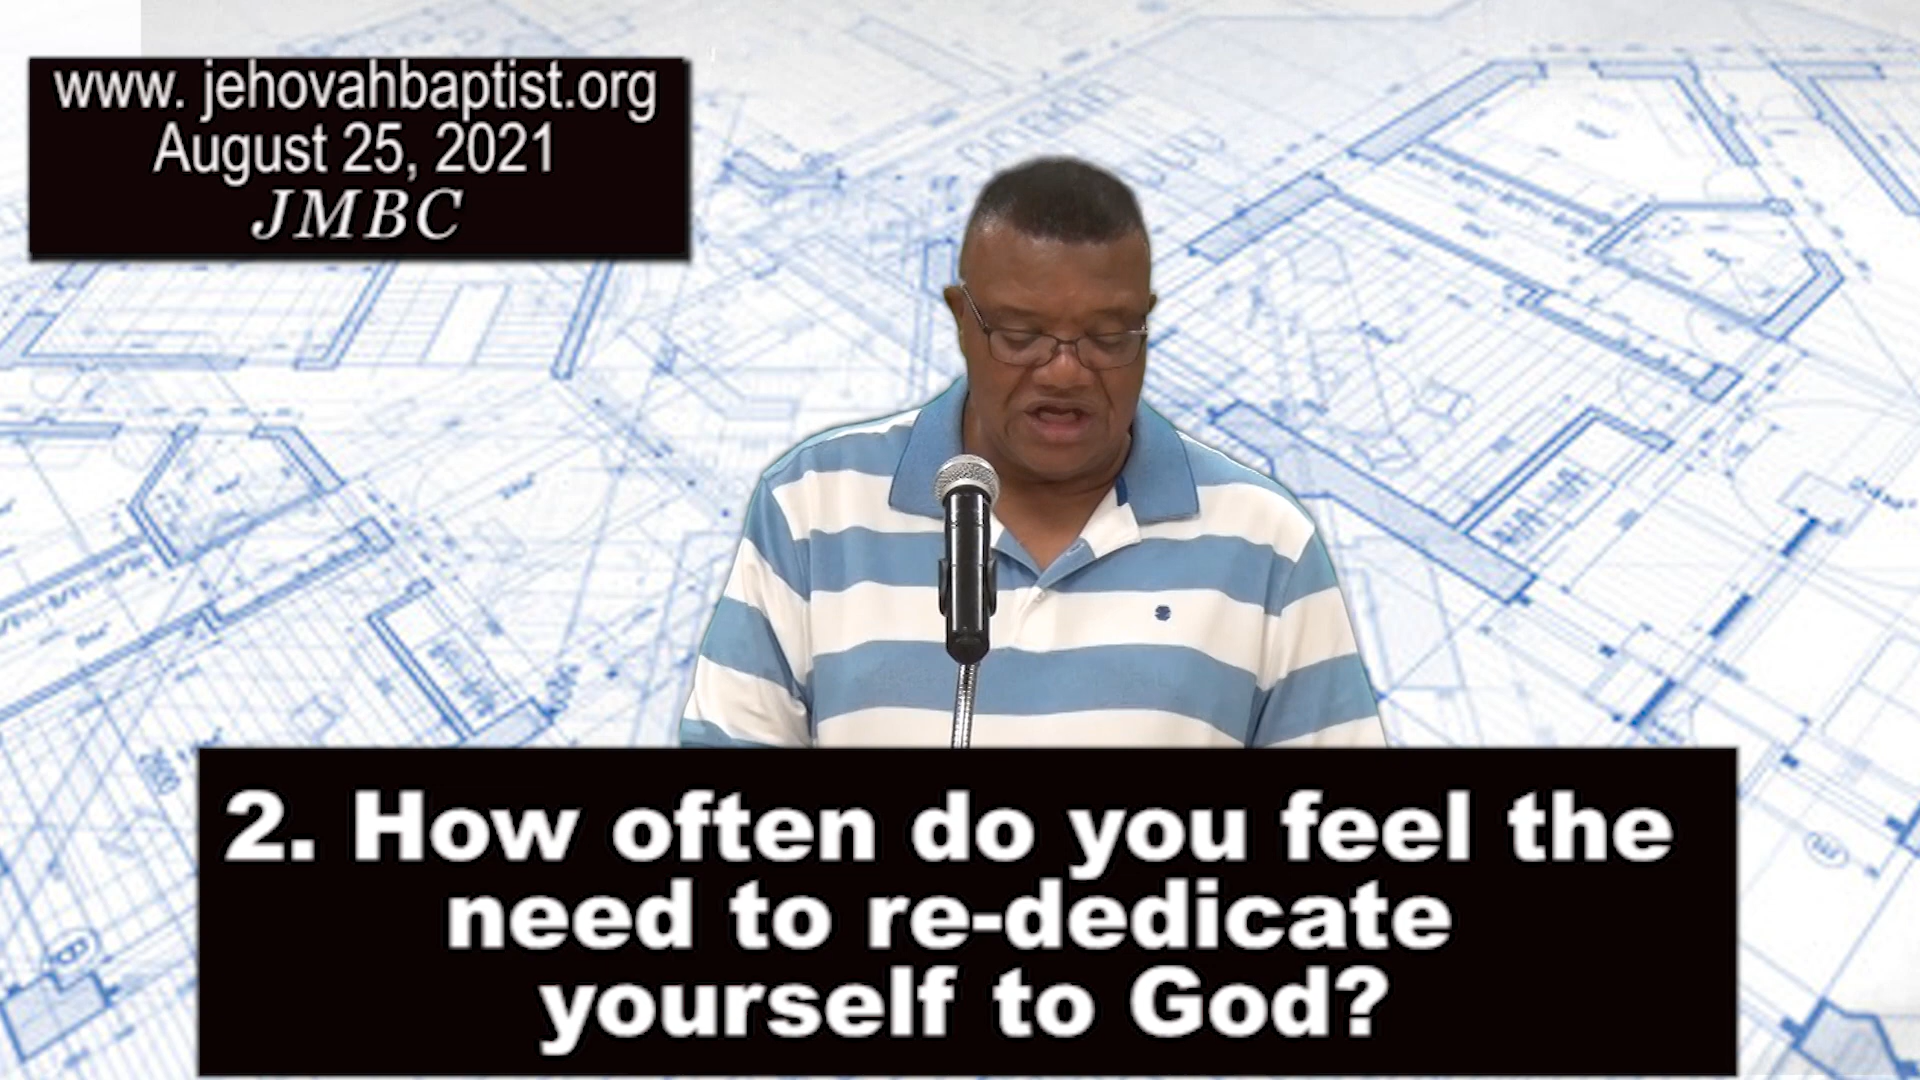 www. jehovahbaptist.org
August 25, 2021
JMBC
2. How often do you feel the
need to re-dedicate
yourself to God?